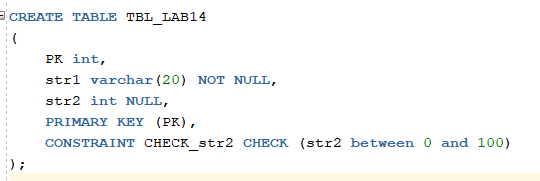 CREATE TABLE TBL_LAB14
(
PK int,
str1 varchar(20) NOT NULL,
str2 int NULL,
PRIMARY KEY (PK),
CONSTRAINT CHECK_str2 CHECK (str2 between 0 and 100)
);